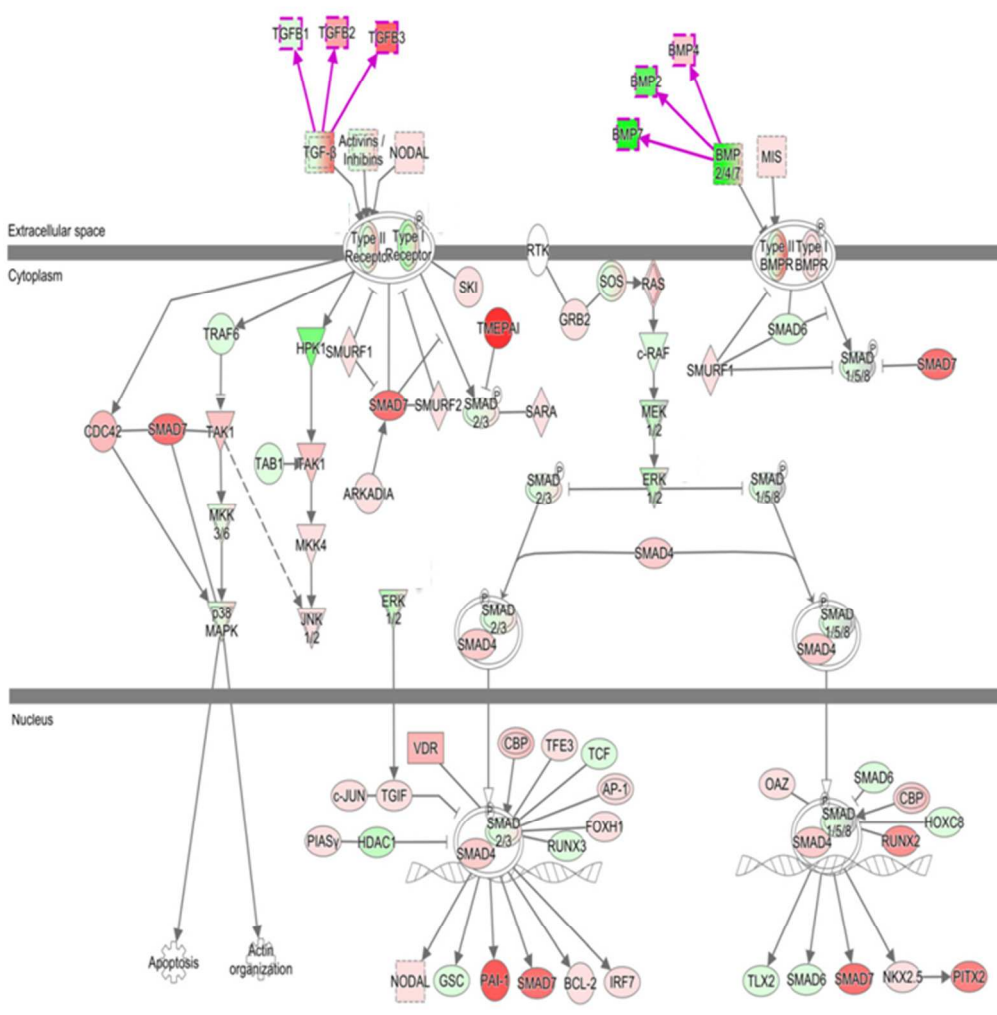 TGFB1
TGFB2
TGFB3
BMP4
BMP2
BMP7
TGF-β
Activins /
Inhibins
NODAL
BMP
2/4/7
MIS
Extracellular space
P
Type II
Receptor
Type I
Receptor
RTK
P
Type II
BMPR
Type I
BMPR
Cytoplasm
SKI
SOS
RAS
GRB2
TRAF6
HPK1
SMURF1
TMEPAI
c-RAF
SMAD6
SMURF1
P
SMAD
1/5/8
SMAD7
CDC42
SMAD7
TAK1
SMAD7
SMURF2
P
SMAD
2/3
SARA
MEK
1/2
TAB1
TAK1
ARKADIA
P
SMAD
2/3
ERK
1/2
P
SMAD
1/5/8
MKK
3/6
MKK4
SMAD4
p38
MAPK
JNK
1/2
ERK
1/2
P
SMAD
2/3
SMAD4
P
SMAD
1/5/8
SMAD4
Nucleus
VDR
CBP
TFE3
TCF
c-JUN
TGIF
AP-1
FOXH1
PIASy
HDAC1
P
SMAD
2/3
SMAD4
RUNX3
OAZ
SMAD6
CBP
P
SMAD
1/5/8
SMAD4
HOXC8
RUNX2
Apoptosis
Actin
organization
NODAL
GSC
PAI-1
SMAD7
BCL-2
IRF7
TLX2
SMAD6
SMAD7
NKX2.5
PITX2